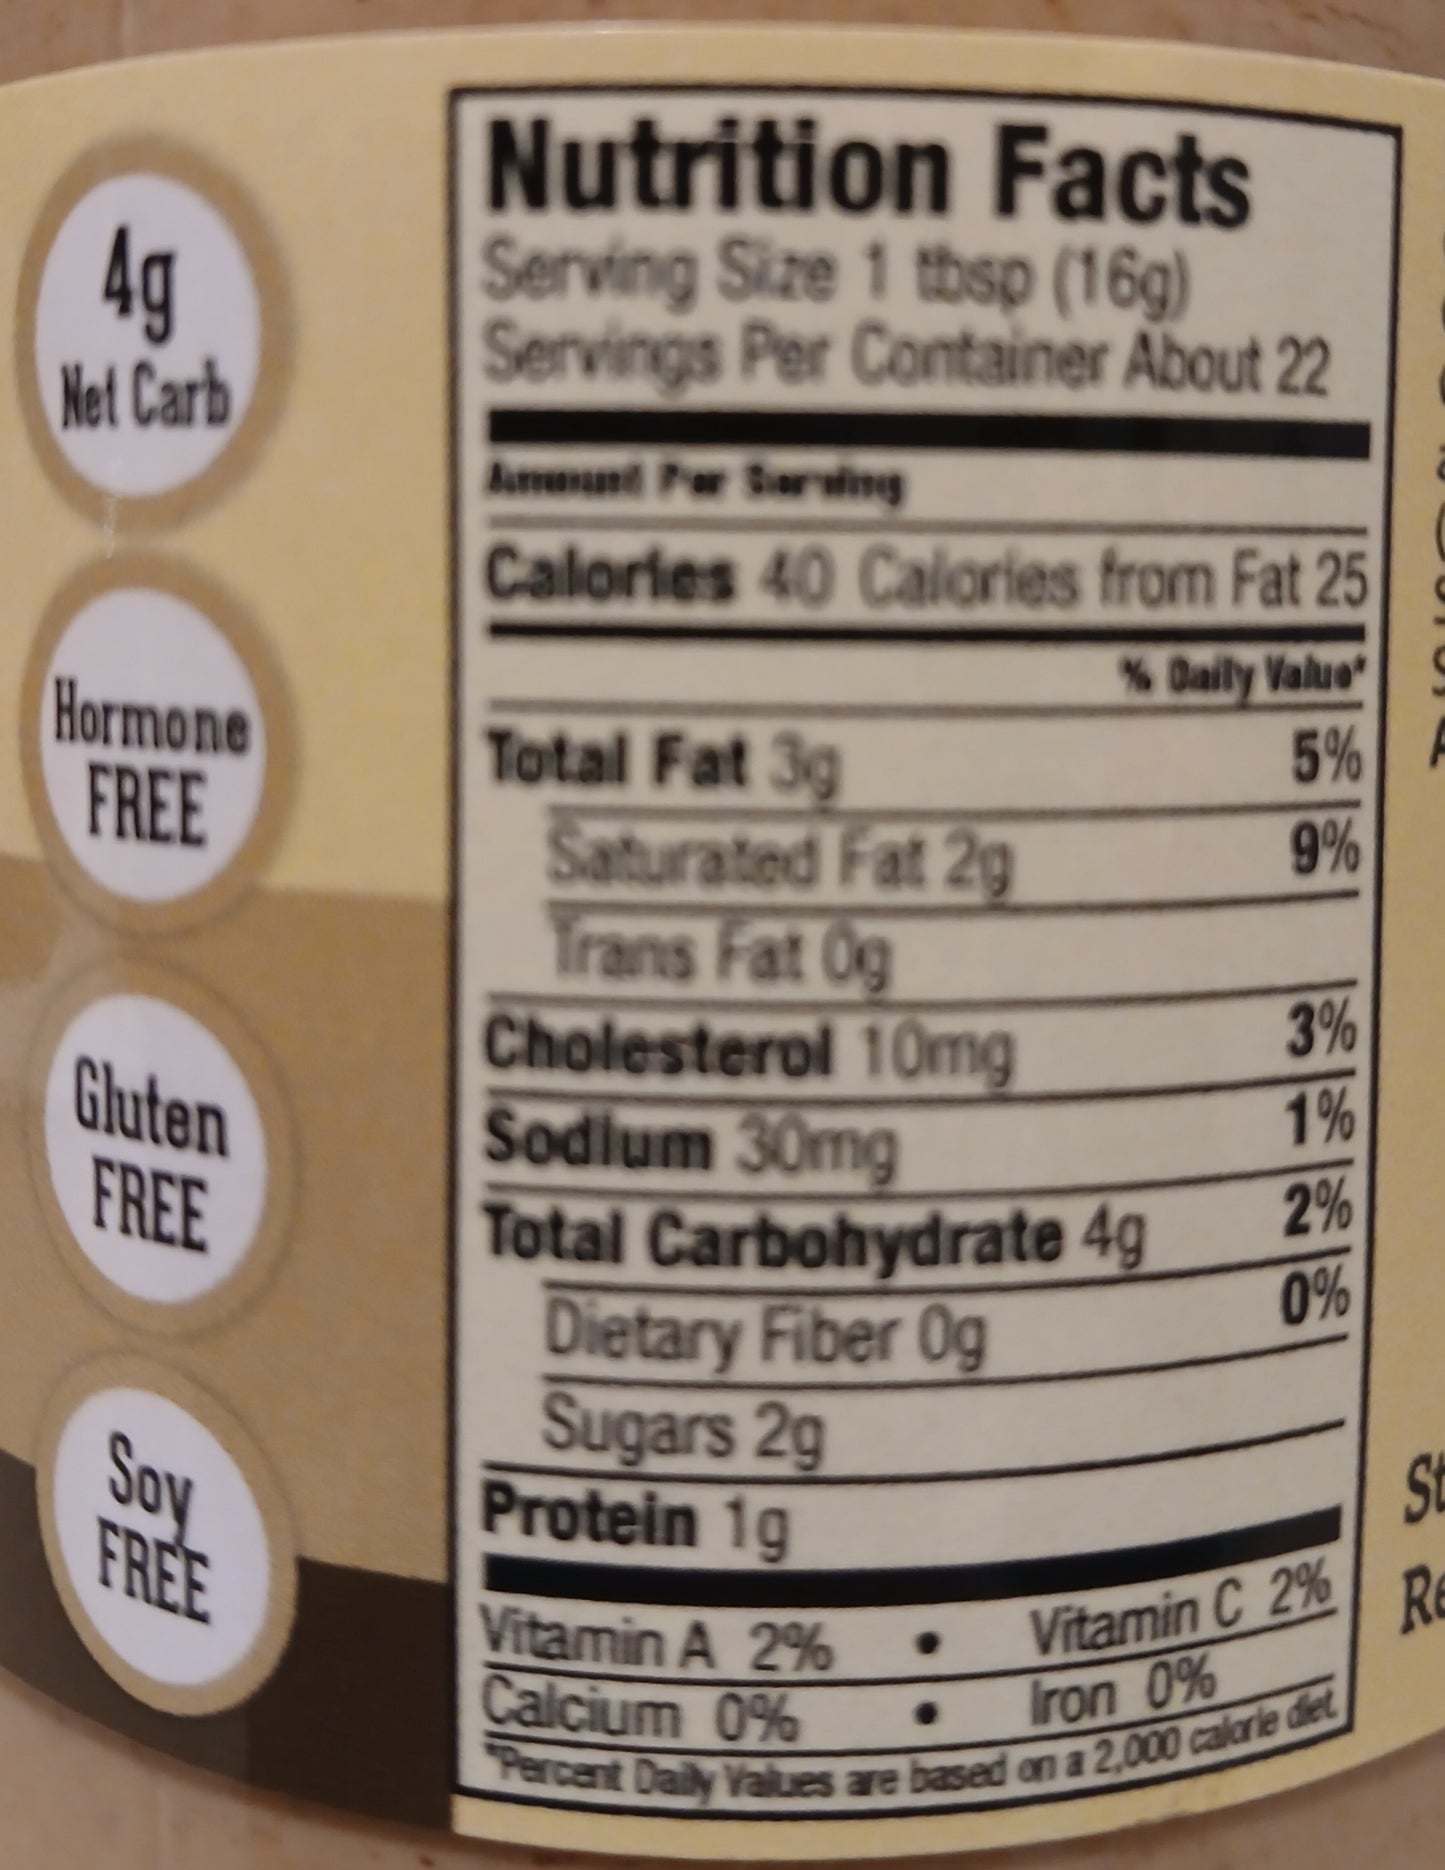 4g
Net Carb
Hormone
FREE
Gluten
FREE
Soy
FREE
Nutrition Facts
Serving Size 1 tbsp (16g)
Servings Per Container About 22
Amount Per Serving
Calories 40 Calories from Fat 25
% Daily Value*
Total Fat 3g 5%
Saturated Fat 2g 9%
Trans Fat 0g
Cholesterol 10mg 3%
Sodium 30mg 1%
Total Carbohydrate 4g 2%
Dietary Fiber 0g 0%
Sugars 2g
Protein 1g
Vitamin A 2% • Vitamin C 2%
Calcium 0% • Iron 0%
*Percent Daily Values are based on a 2,000 calorie diet.